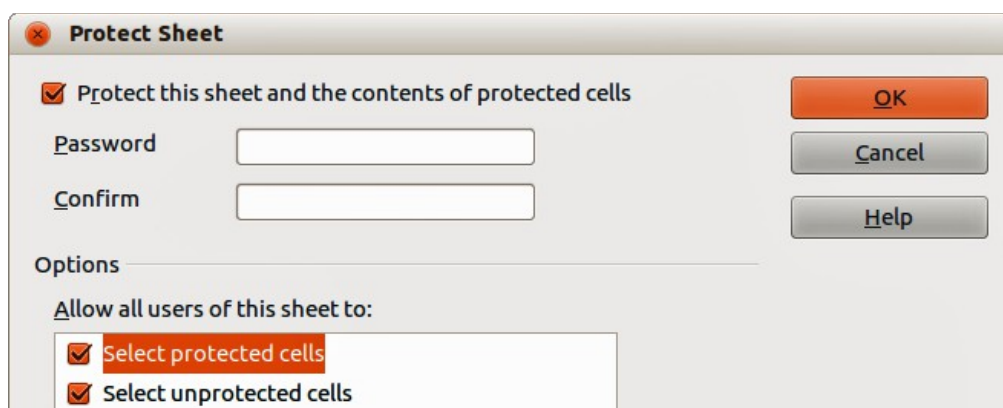 Protect Sheet
Protect this sheet and the contents of protected cells
OK
Password
Cancel
Confirm
Help
Options
Allow all users of this sheet to:
Select protected cells
Select unprotected cells